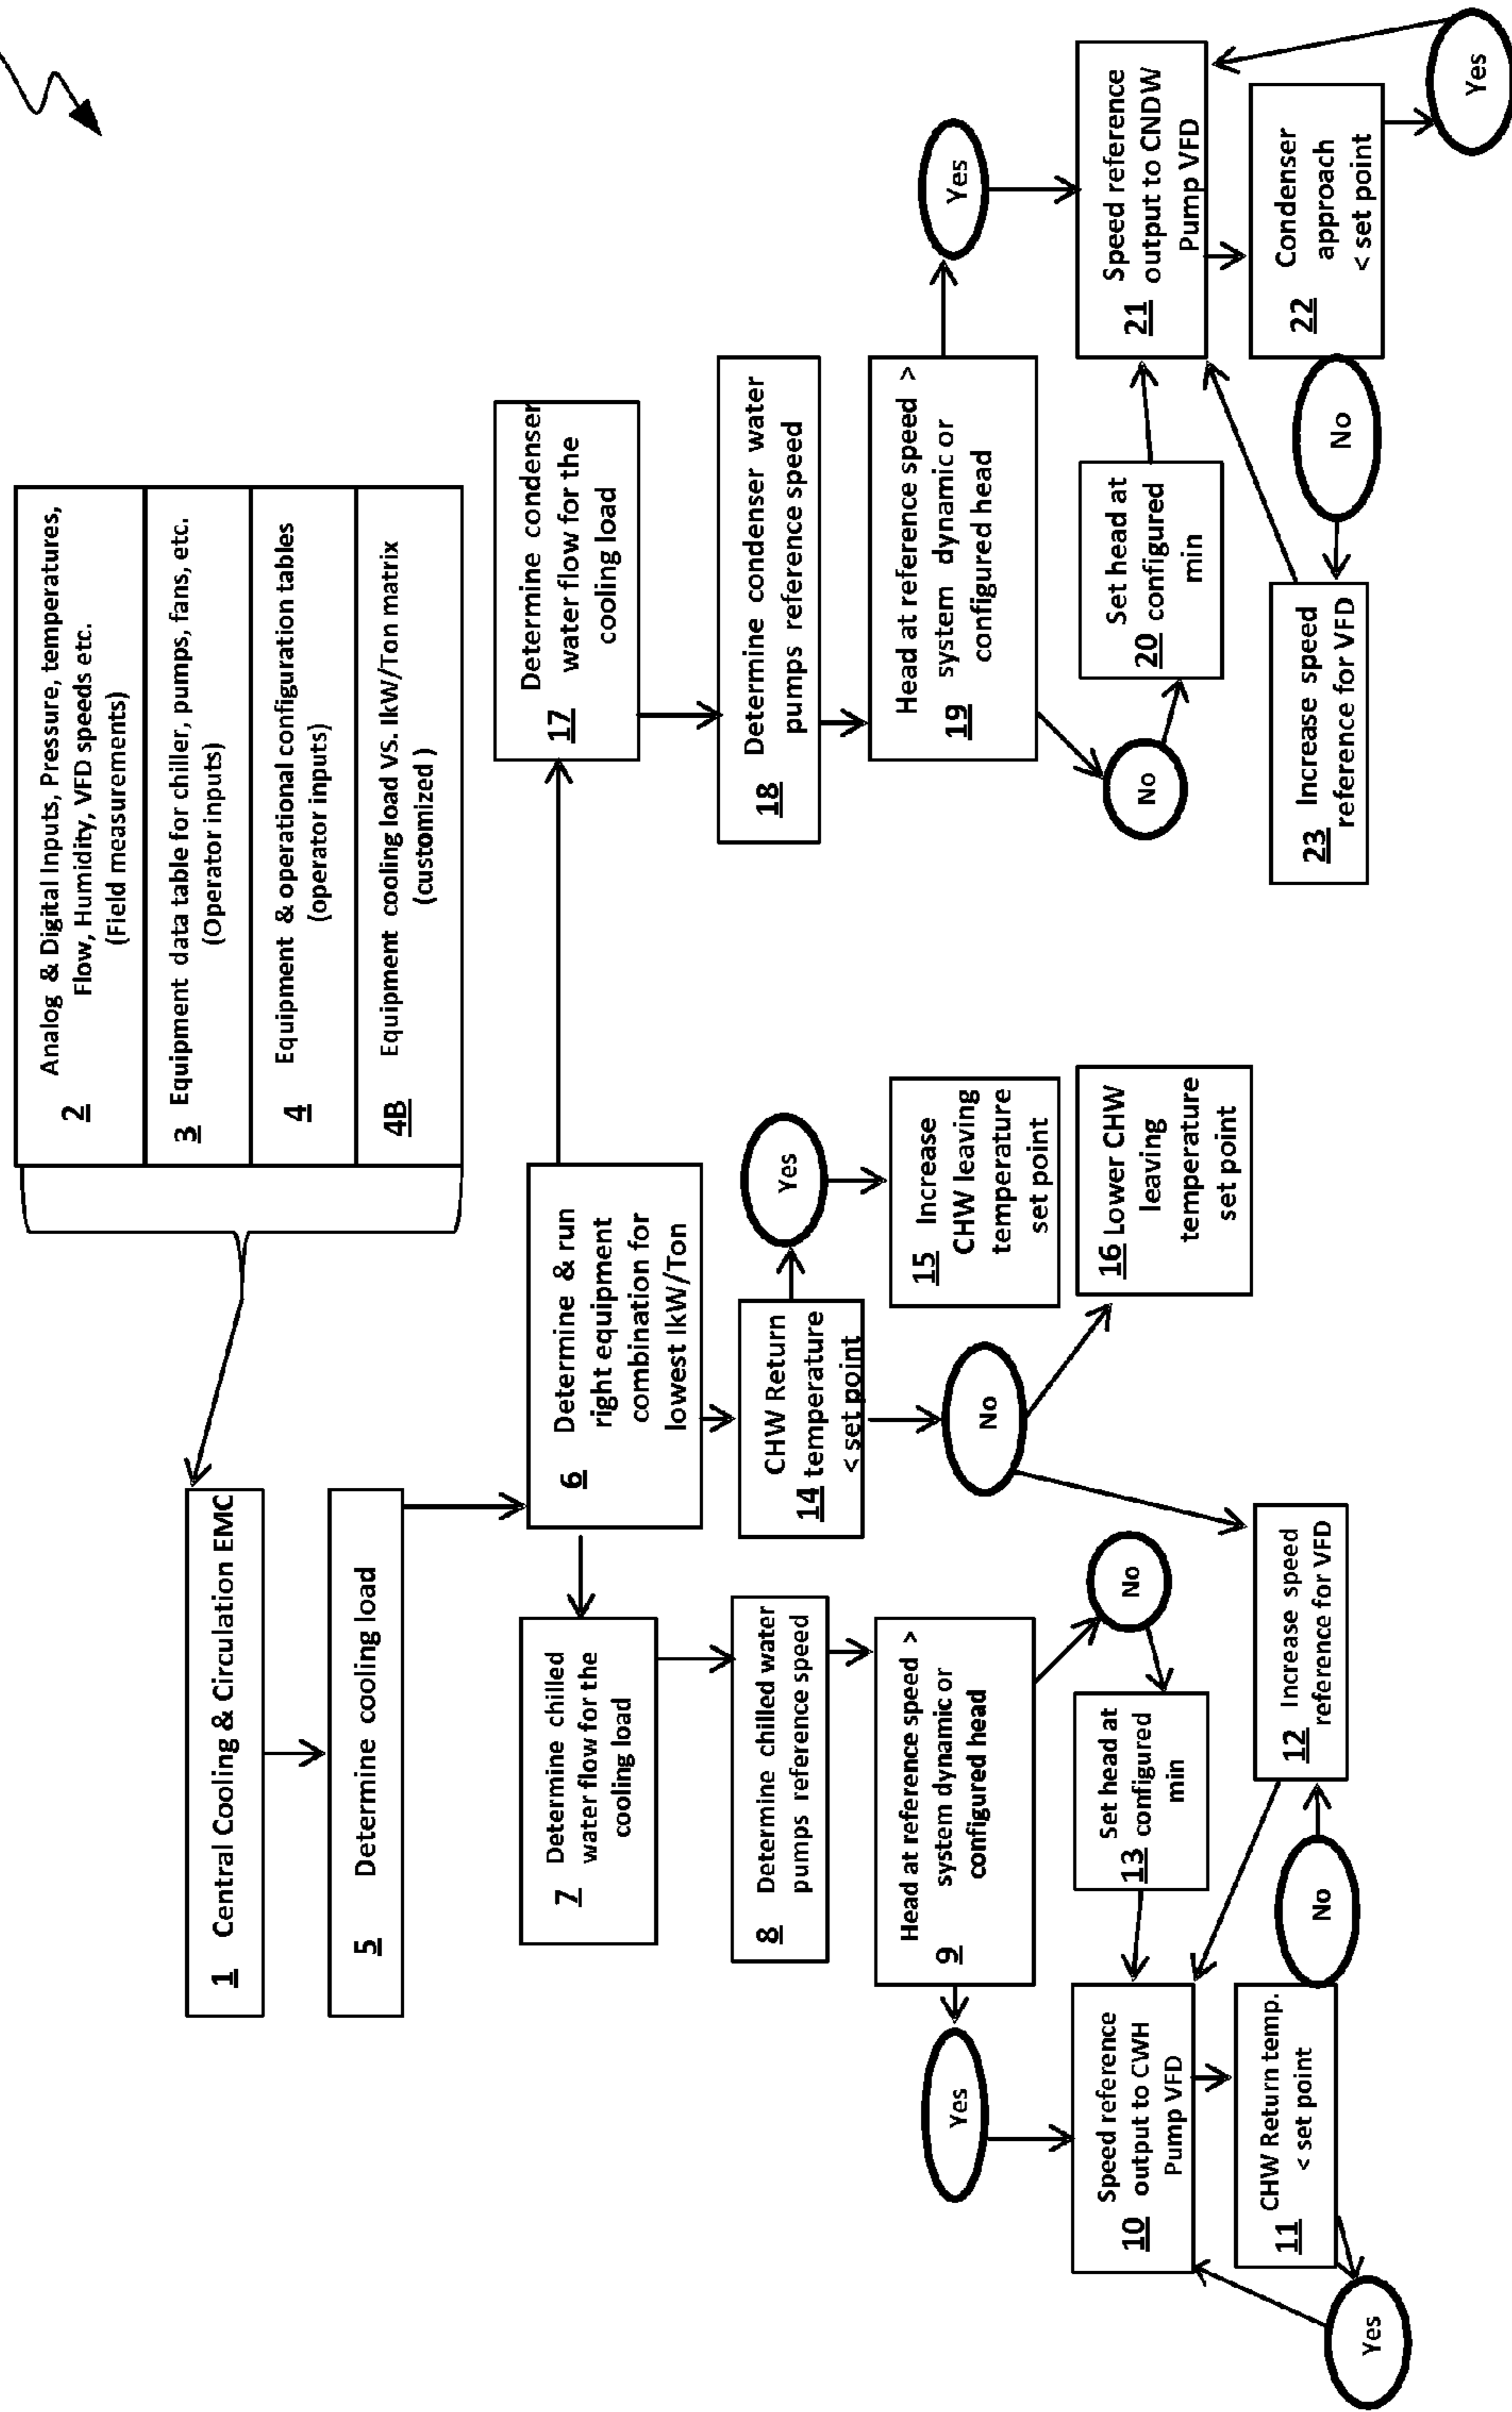 2 Analog & Digital Inputs, Pressure, temperatures,
Flow, Humidity, VFD speeds etc.
(Field measurements)
3 Equipment data table for chiller, pumps, fans, etc.
(Operator inputs)
4 Equipment & operational configuration tables
(operator inputs)
4B Equipment cooling load VS. IkW/Ton matrix
(customized )
1 Central Cooling & Circulation EMC
5 Determine cooling load
6 Determine & run
right equipment
combination for
lowest IkW/Ton
7 Determine chilled
water flow for the
cooling load
8 Determine chilled water
pumps reference speed
Head at reference speed >
9 system dynamic or
configured head
Yes
No
Speed reference
10 output to CWH
Pump VFD
Set head at
13 configured
min
CHW Return temp.
11 < set point
Yes
No
12 Increase speed
reference for VFD
CHW Return
14 temperature
< set point
Yes
No
15 Increase
CHW leaving
temperature
set point
16 Lower CHW
leaving
temperature
set point
Determine condenser
17 water flow for the
cooling load
18 Determine condenser water
pumps reference speed
Head at reference speed >
19 system dynamic or
configured head
Yes
No
Set head at
20 configured
min
Speed reference
21 output to CNDW
Pump VFD
Condenser
22 approach
< set point
Yes
No
23 Increase speed
reference for VFD